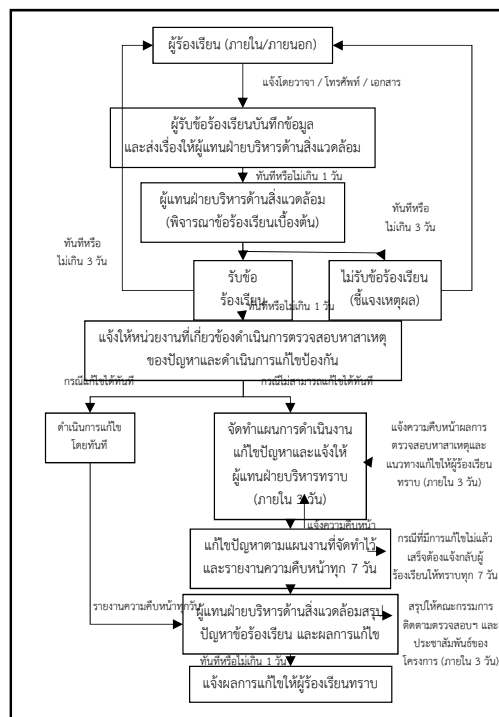 ผู้ร้องเรียน (ภายใน/ภายนอก)
แจ้งโดยวาจา / โทรศัพท์ / เอกสาร
ผู้รับข้อร้องเรียนบันทึกข้อมูล
และส่งเรื่องให้ผู้แทนฝ่ายบริหารด้านสิ่งแวดล้อม
ทันทีหรือไม่เกิน 1 วัน
ผู้แทนฝ่ายบริหารด้านสิ่งแวดล้อม
(พิจารณาข้อร้องเรียนเบื้องต้น)
ทันทีหรือ
ไม่เกิน 3 วัน
ทันทีหรือ
ไม่เกิน 3 วัน
รับข้อ
ร้องเรียน
ไม่รับข้อร้องเรียน
(ชี้แจงเหตุผล)
ทันทีหรือไม่เกิน 1 วัน
แจ้งให้หน่วยงานที่เกี่ยวข้องดำเนินการตรวจสอบหาสาเหตุ
ของปัญหาและดำเนินการแก้ไขป้องกัน
กรณีแก้ไขได้ทันที
กรณีไม่สามารถแก้ไขได้ทันที
ดำเนินการแก้ไข
โดยทันที
จัดทำแผนการดำเนินงาน
แก้ไขปัญหาและแจ้งให้
ผู้แทนฝ่ายบริหารทราบ
(ภายใน 3 วัน)
แจ้งความคืบหน้าผลการ
ตรวจสอบหาสาเหตุและ
แนวทางแก้ไขให้ผู้ร้องเรียน
ทราบ (ภายใน 3 วัน)
แจ้งความคืบหน้า
แก้ไขปัญหาตามแผนงานที่จัดทำไว้
และรายงานความคืบหน้าทุก 7 วัน
กรณีที่มีการแก้ไขไม่แล้ว
เสร็จต้องแจ้งกลับผู้
ร้องเรียนให้ทราบทุก 7 วัน
รายงานความคืบหน้าทุกวัน
ผู้แทนฝ่ายบริหารด้านสิ่งแวดล้อมสรุป
ปัญหาข้อร้องเรียน และผลการแก้ไข
สรุปให้คณะกรรมการ
ติดตามตรวจสอบฯ และ
ประชาสัมพันธ์ของ
โครงการ (ภายใน 3 วัน)
ทันทีหรือไม่เกิน 1 วัน
แจ้งผลการแก้ไขให้ผู้ร้องเรียนทราบ